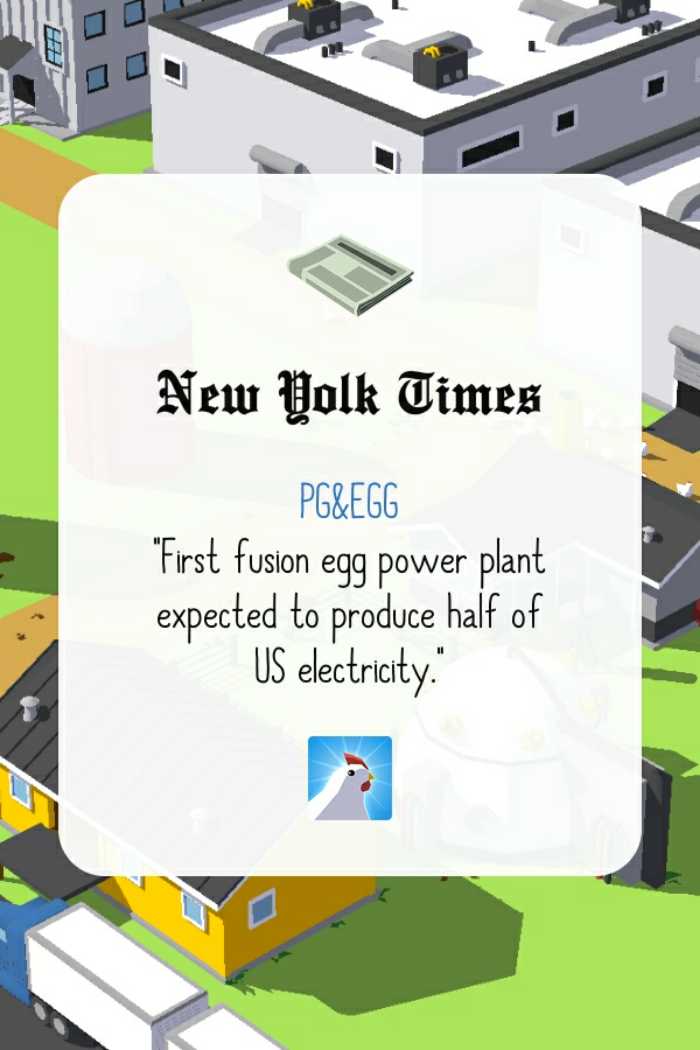 New Yolk Times
PG&EGG
"First fusion egg power plant
expected to produce half of
US electricity."